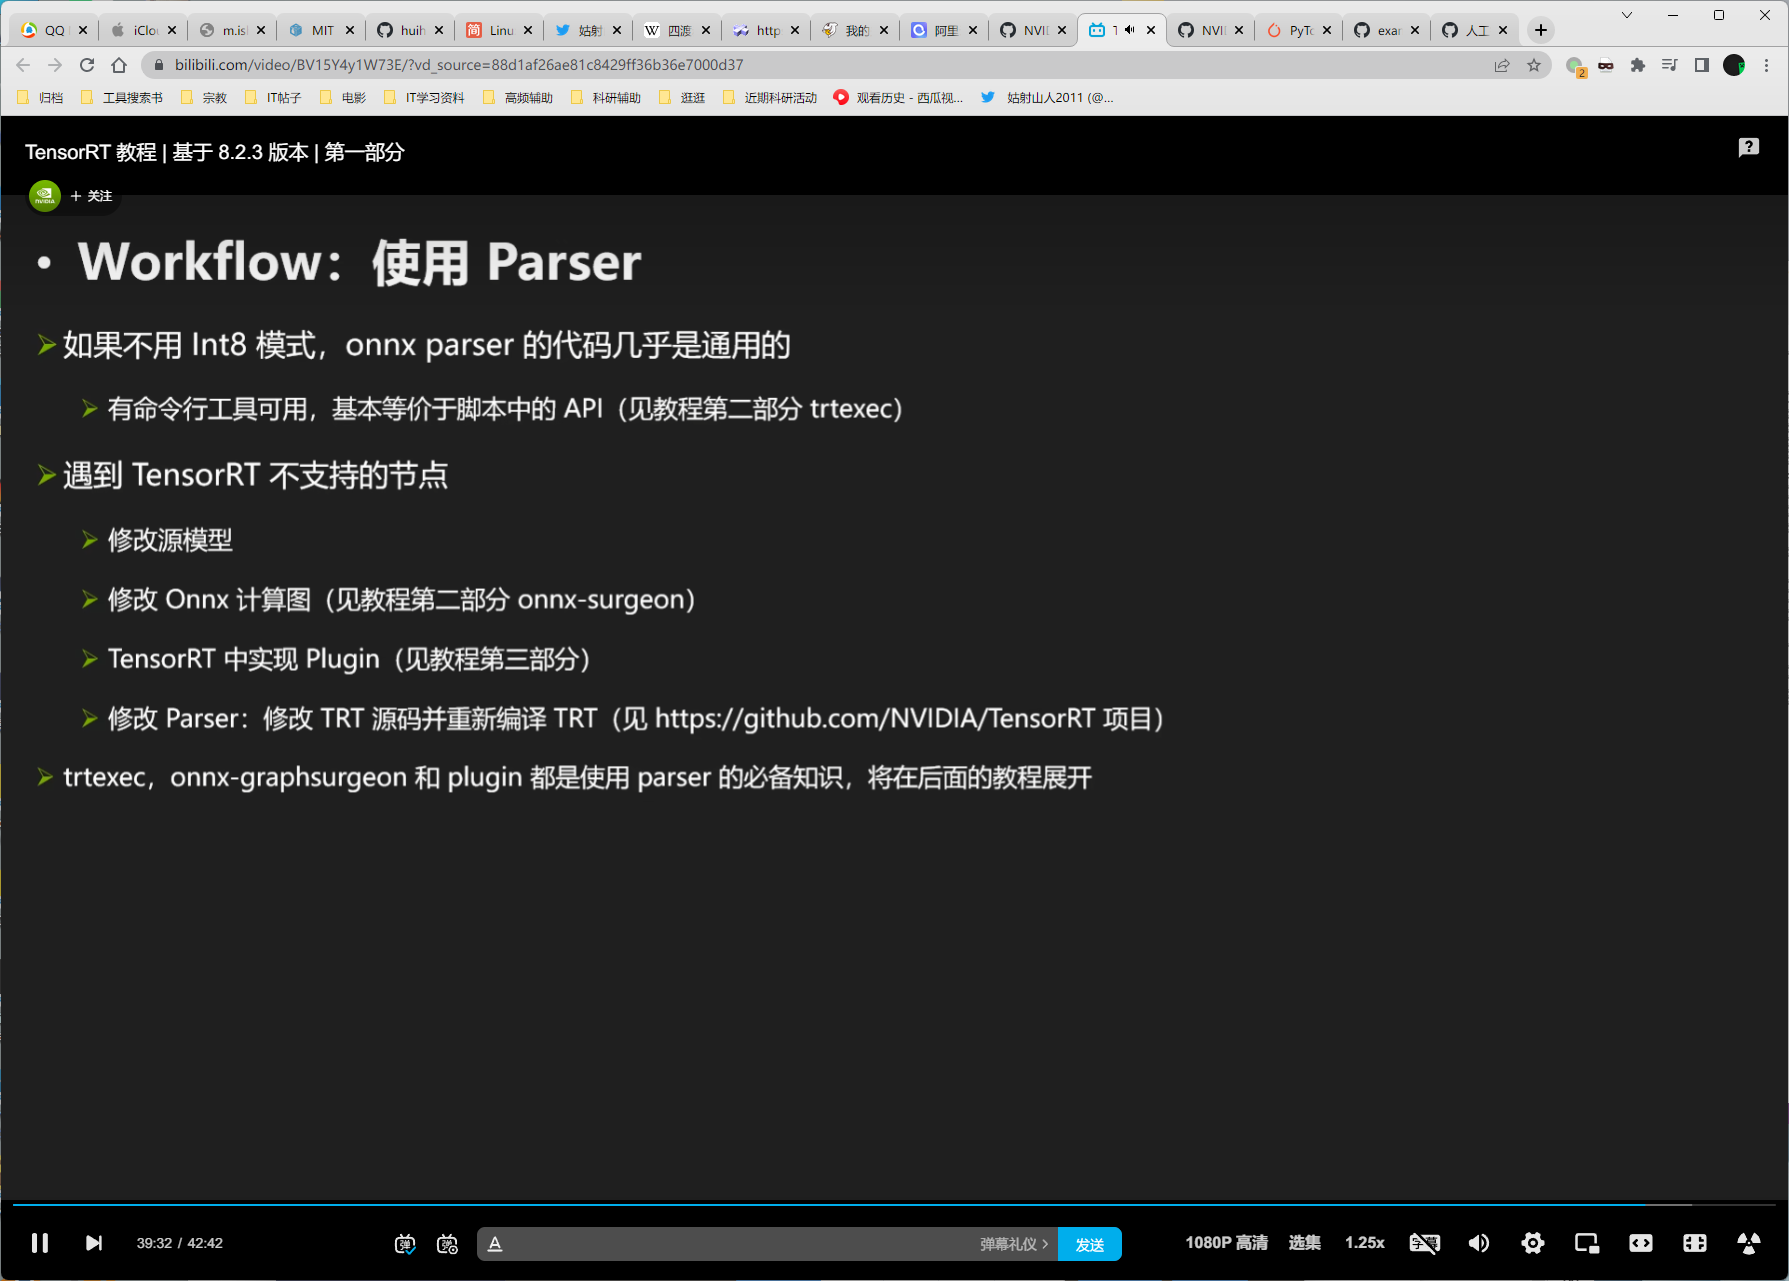 QQ
iClou
m.isl
MIT
huih
Linu
姑射
四渡
http
我的
阿里
NVI
T
NVI
PyTo
exar
人工
bilibili.com/video/BV15Y4y1W73E/?vd_source=88d1af26ae81c8429ff36b36e7000d37
2
归档
工具搜索书
宗教
IT帖子
电影
IT学习资料
高频辅助
科研辅助
逛逛
近期科研活动
观看历史 - 西瓜视...
姑射山人2011 (@...
TensorRT 教程 | 基于 8.2.3 版本 | 第一部分
NVIDIA
+ 关注
• Workflow：使用 Parser
➢如果不用 Int8 模式，onnx parser 的代码几乎是通用的
➢有命令行工具可用，基本等价于脚本中的 API（见教程第二部分 trtexec）
➢遇到 TensorRT 不支持的节点
➢修改源模型
➢修改 Onnx 计算图（见教程第二部分 onnx-surgeon）
➢TensorRT 中实现 Plugin（见教程第三部分）
➢修改 Parser：修改 TRT 源码并重新编译 TRT（见 https://github.com/NVIDIA/TensorRT 项目）
➢trtexec，onnx-graphsurgeon 和 plugin 都是使用 parser 的必备知识，将在后面的教程展开
39:32 / 42:42
弹
弹
A
弹幕礼仪 >
发送
1080P 高清
选集
1.25x
字幕